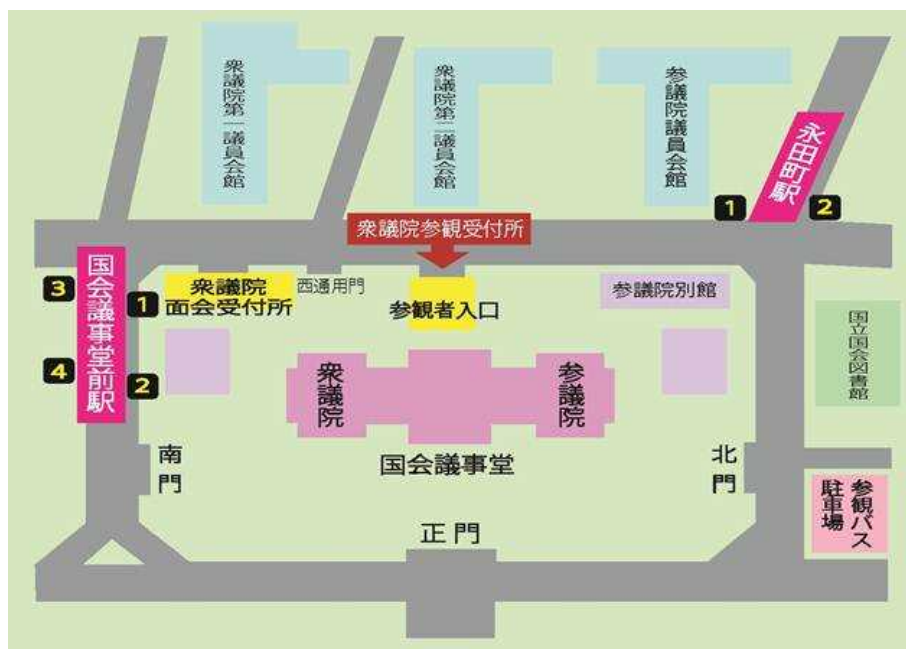 衆議院第一議員会館
衆議院第二議員会館
参議院議員会館
永田町駅
1
2
衆議院参観受付所
国会議事堂前駅
3
1
4
2
衆議院
面会受付所
西通用門
参観者入口
参議院別館
国立国会図書館
衆議院
参議院
国会議事堂
南門
北門
正門
参観バス
駐車場